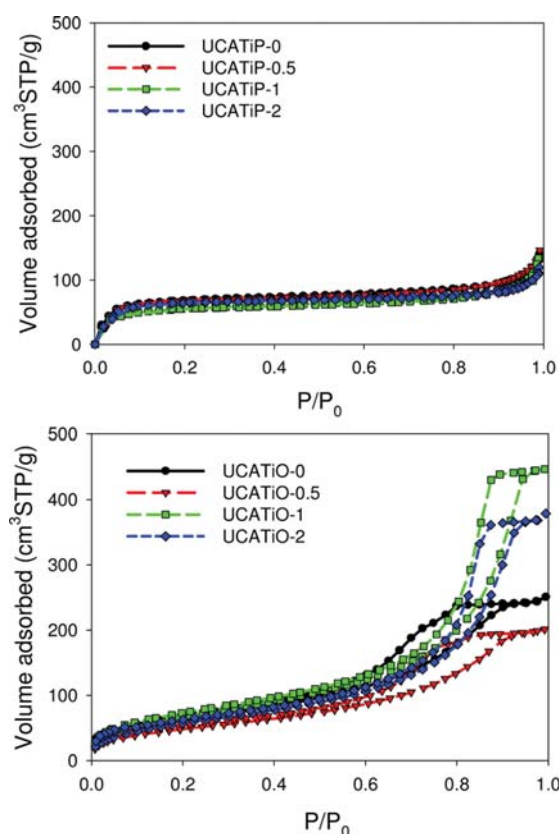 500
400
300
200
100
0
Volume adsorbed (cm³STP/g)
UCATiP-0
UCATiP-0.5
UCATiP-1
UCATiP-2
0.0 0.2 0.4 0.6 0.8 1.0
P/P₀
500
400
300
200
100
0
Volume adsorbed (cm³STP/g)
UCATiO-0
UCATiO-0.5
UCATiO-1
UCATiO-2
0.0 0.2 0.4 0.6 0.8 1.0
P/P₀